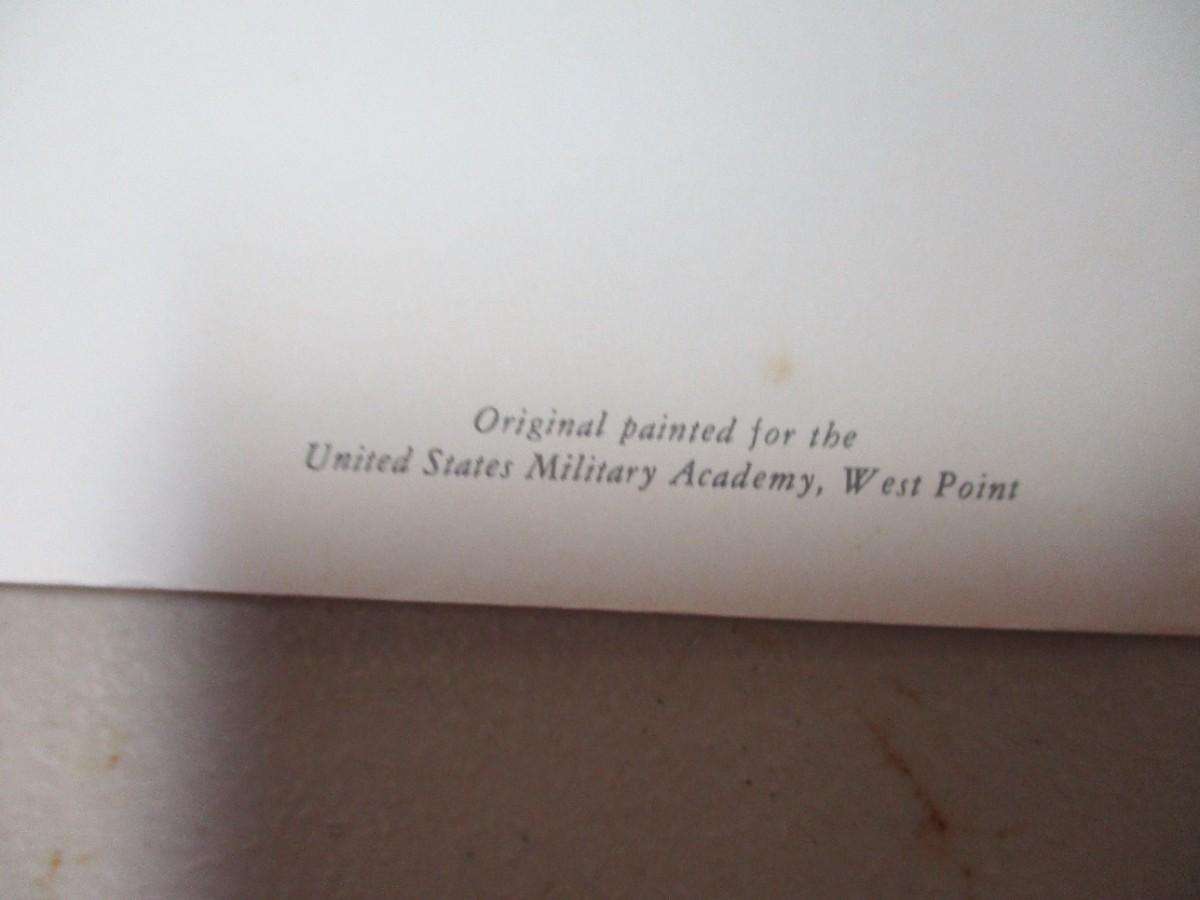 Original painted for the
United States Military Academy, West Point